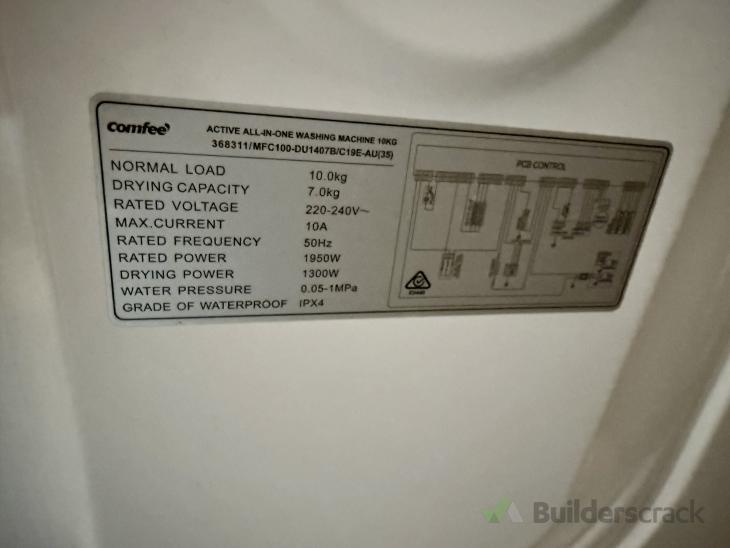 comfee'
ACTIVE ALL-IN-ONE WASHING MACHINE 10KG
368311/MFC100-DU1407B/C19E-AU(35)
NORMAL LOAD 10.0kg
DRYING CAPACITY 7.0kg
RATED VOLTAGE 220-240V~
MAX.CURRENT 10A
RATED FREQUENCY 50Hz
RATED POWER 1950W
DRYING POWER 1300W
WATER PRESSURE 0.05-1MPa
GRADE OF WATERPROOF IPX4
PCB CONTROL
Builderscrack